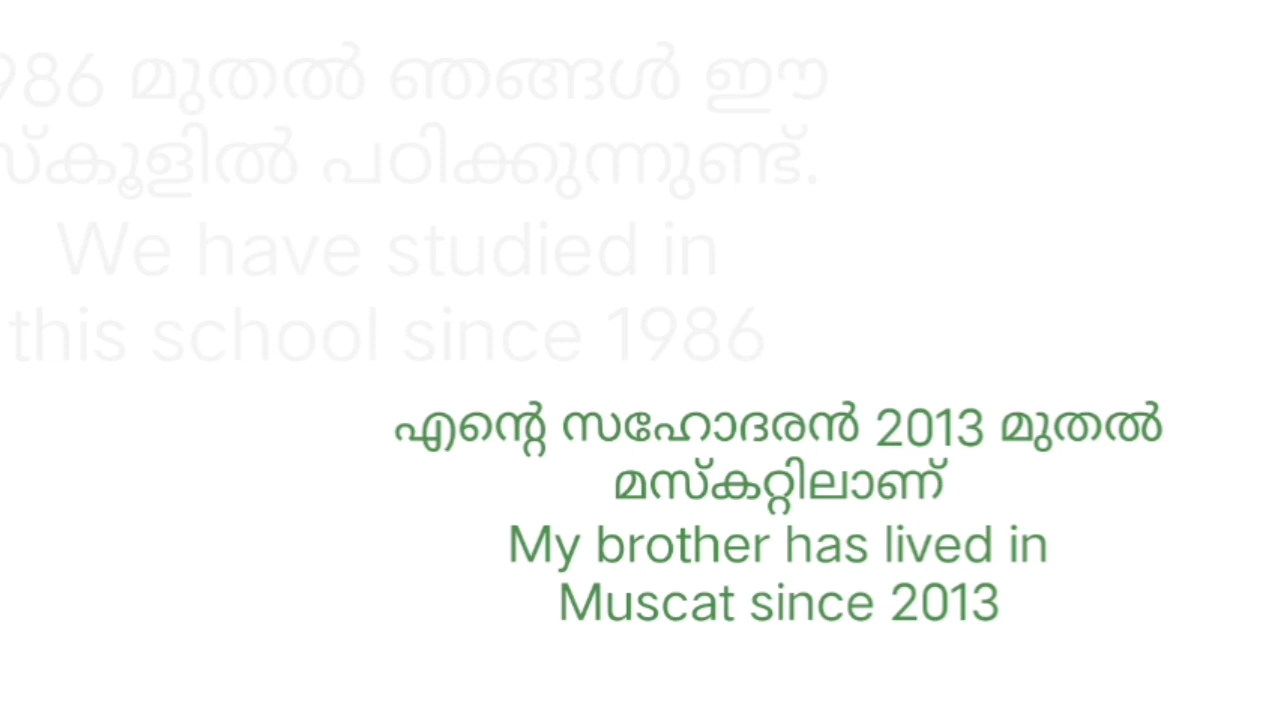 986 മുതൽ ഞങ്ങൾ ഈ
സ്കൂളിൽ പഠിക്കുന്നുണ്ട്.
We have studied in
this school since 1986
എന്റെ സഹോദരൻ 2013 മുതൽ
മസ്കറ്റിലാണ്
My brother has lived in
Muscat since 2013